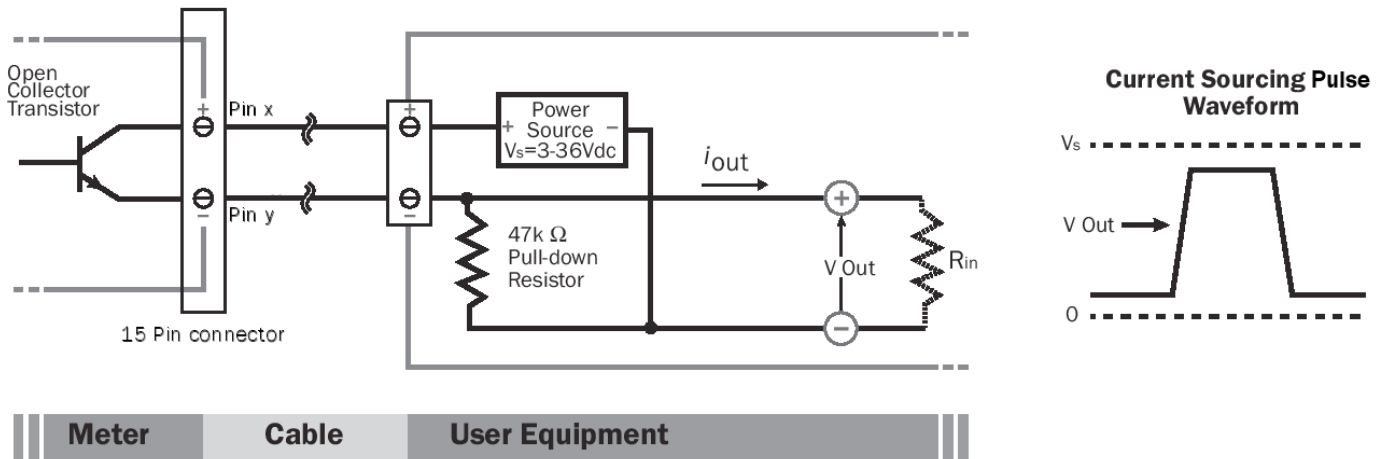 Open
Collector
Transistor
+
Pin x
–
Pin y
15 Pin connector
+
–
Power
+ Source –
Vs=3-36Vdc
47k Ω
Pull-down
Resistor
iout
+
V Out
–
Rin
Current Sourcing Pulse
Waveform
Vs
V Out
0
Meter
Cable
User Equipment